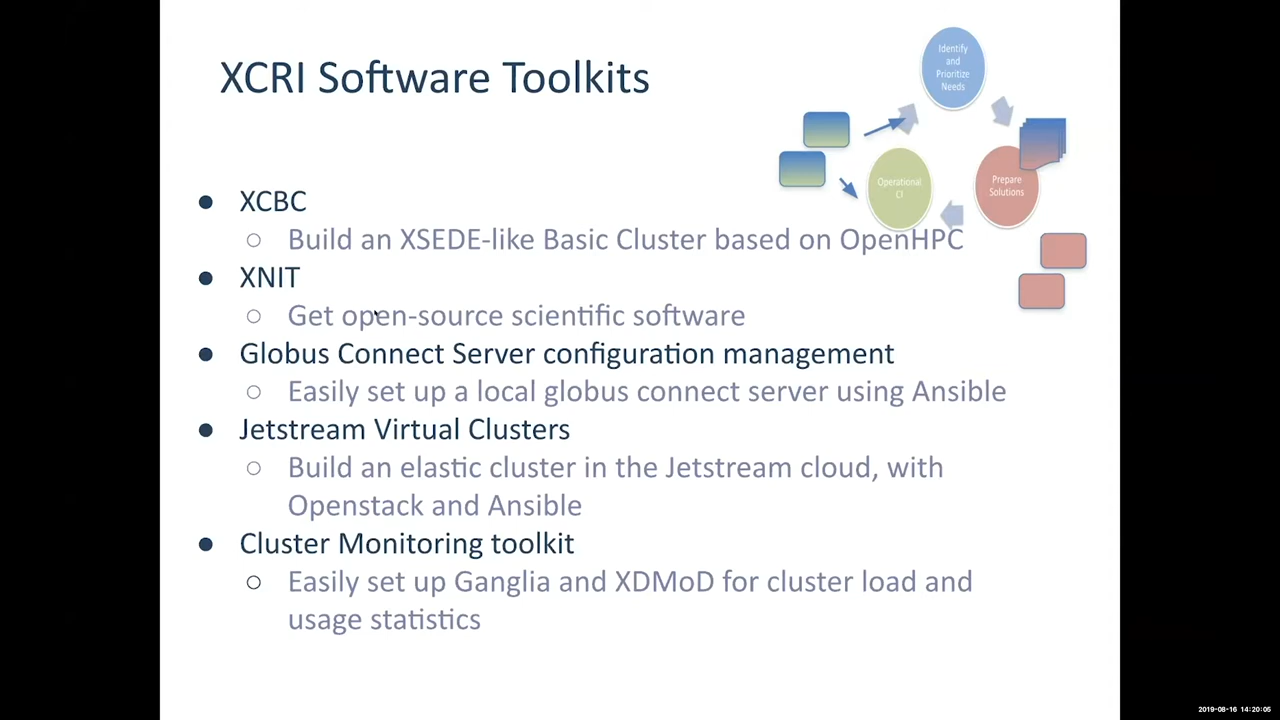 XCRI Software Toolkits
Identify
and
Prioritize
Needs
Operational
CI
Prepare
Solutions
● XCBC
○ Build an XSEDE-like Basic Cluster based on OpenHPC
● XNIT
○ Get open-source scientific software
● Globus Connect Server configuration management
○ Easily set up a local globus connect server using Ansible
● Jetstream Virtual Clusters
○ Build an elastic cluster in the Jetstream cloud, with
Openstack and Ansible
● Cluster Monitoring toolkit
○ Easily set up Ganglia and XDMoD for cluster load and
usage statistics
2019-08-16 14:20:05